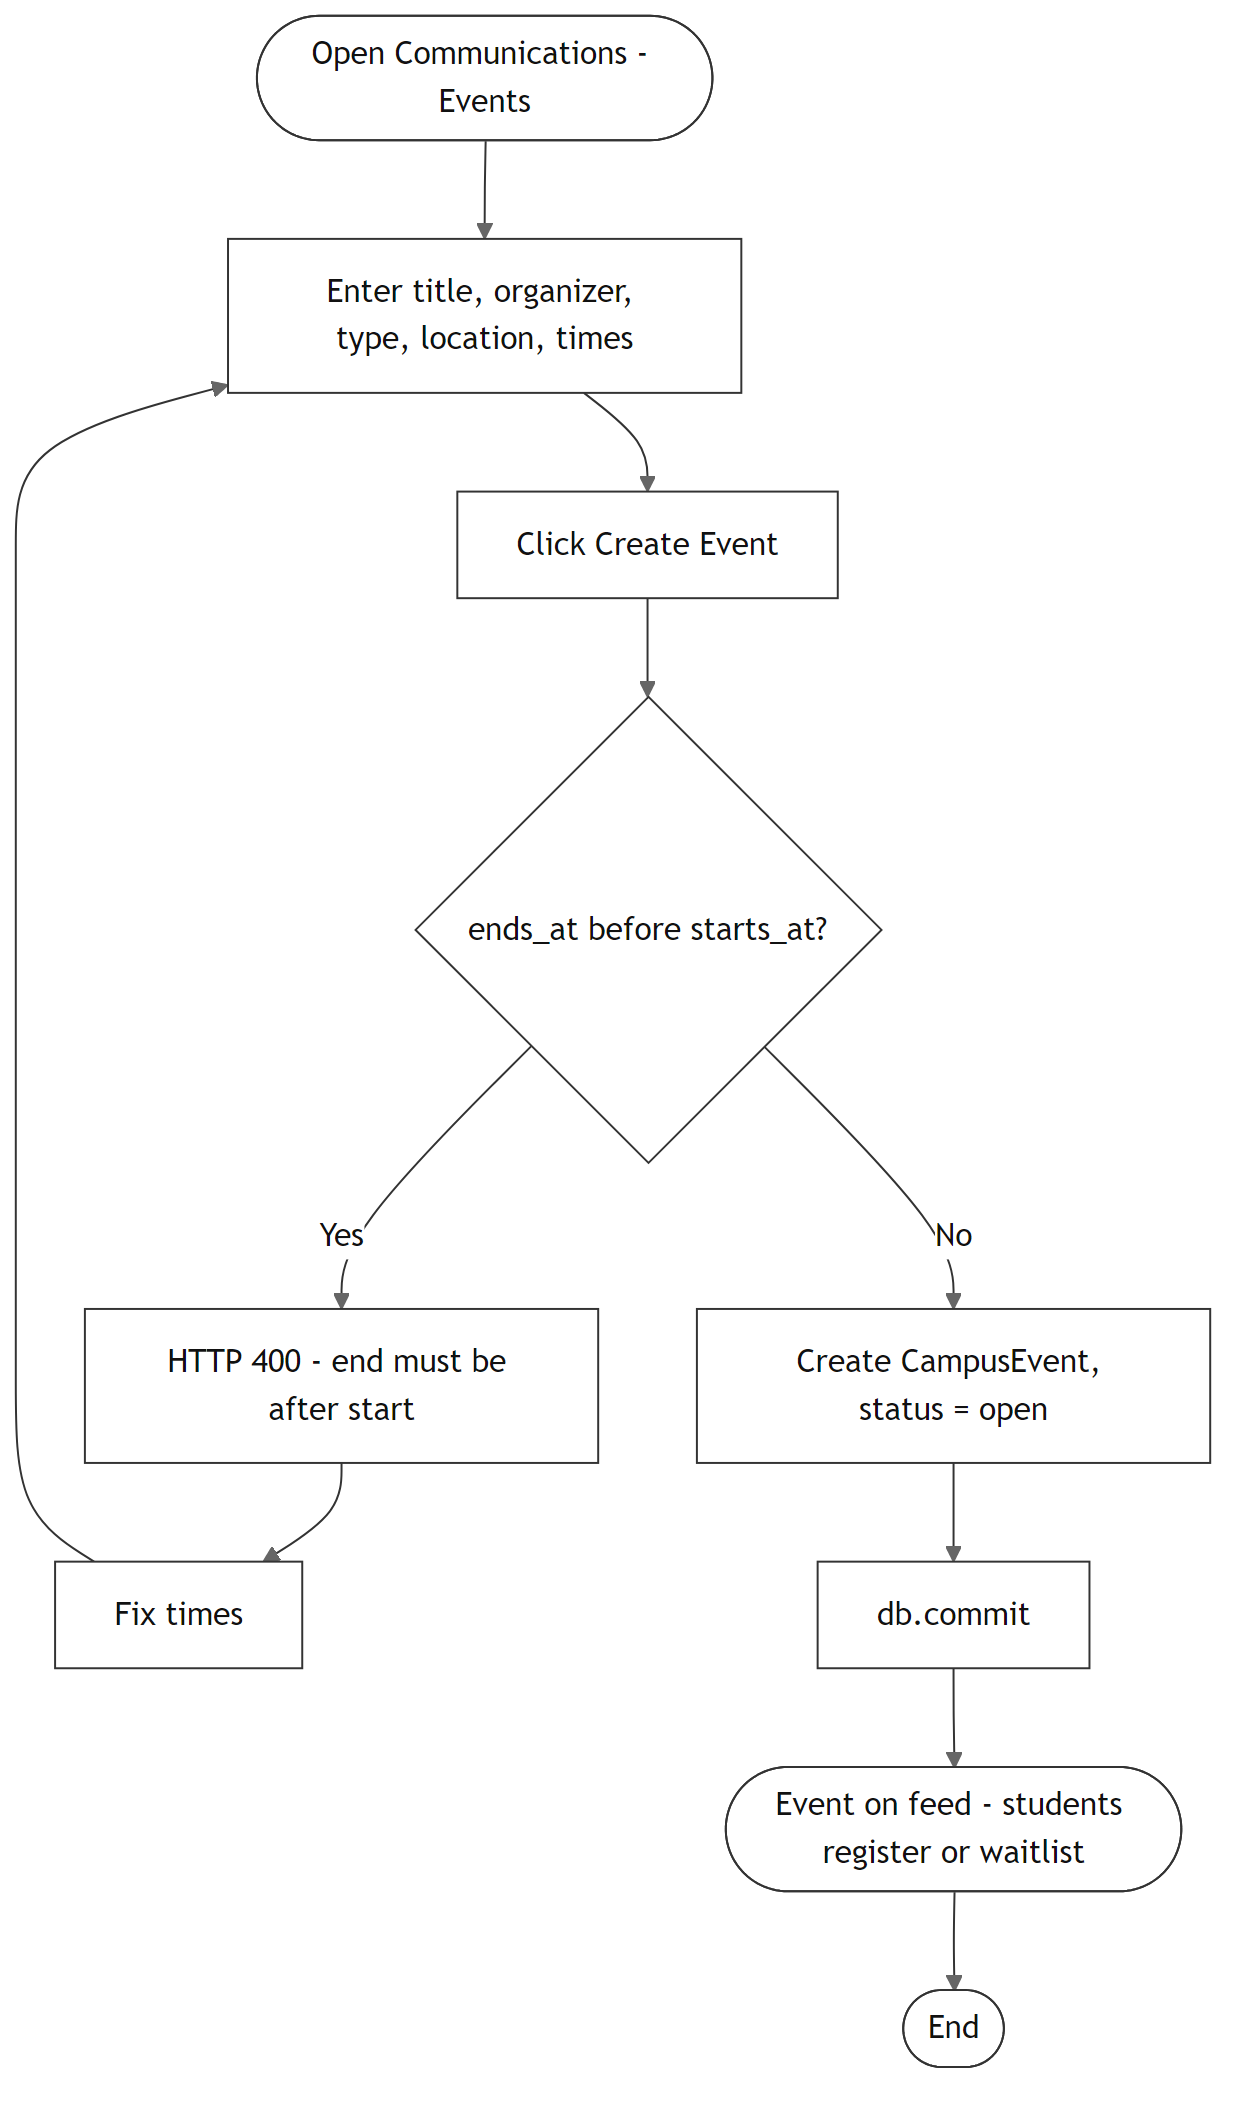 Open Communications -
Events
Enter title, organizer,
type, location, times
Click Create Event
ends_at before starts_at?
Yes
No
HTTP 400 - end must be
after start
Create CampusEvent,
status = open
Fix times
db.commit
Event on feed - students
register or waitlist
End